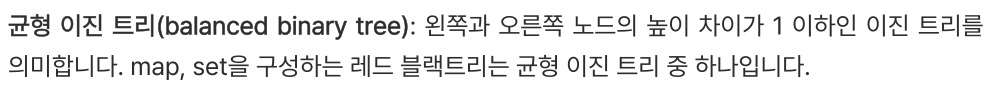 균형 이진 트리(balanced binary tree): 왼쪽과 오른쪽 노드의 높이 차이가 1 이하인 이진 트리를
의미합니다. map, set을 구성하는 레드 블랙트리는 균형 이진 트리 중 하나입니다.